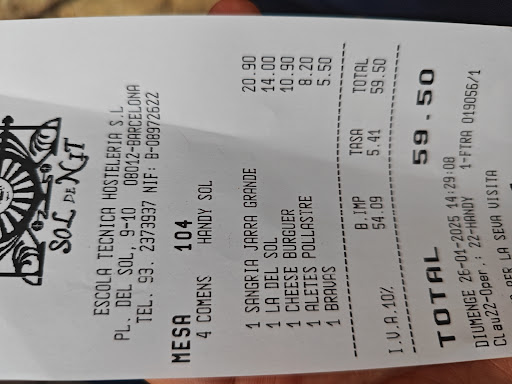 SOL DE NIT
ESCOLA TECNICA HOSTELERIA S.L
PL. DEL SOL, 9-10 08012-BARCELONA
TEL. 93. 2373937 NIF: B-08972622
MESA 104
4 COMENS HANDY SOL
1 SANGRIA JARRA GRANDE 20.90
1 LA DEL SOL 14.00
1 CHEESE BURGUER 10.90
1 ALETES POLLASTRE 8.20
1 BRAVAS 5.50
B.IMP TASA TOTAL
I.V.A.10% 54.09 5.41 59.50
TOTAL 59.50
DIUMENGE 26-01-2025 14:29:08
Clau22-Oper.: 22-HANDY 1-FTRA 019056/1
PER LA SEVA VISITA